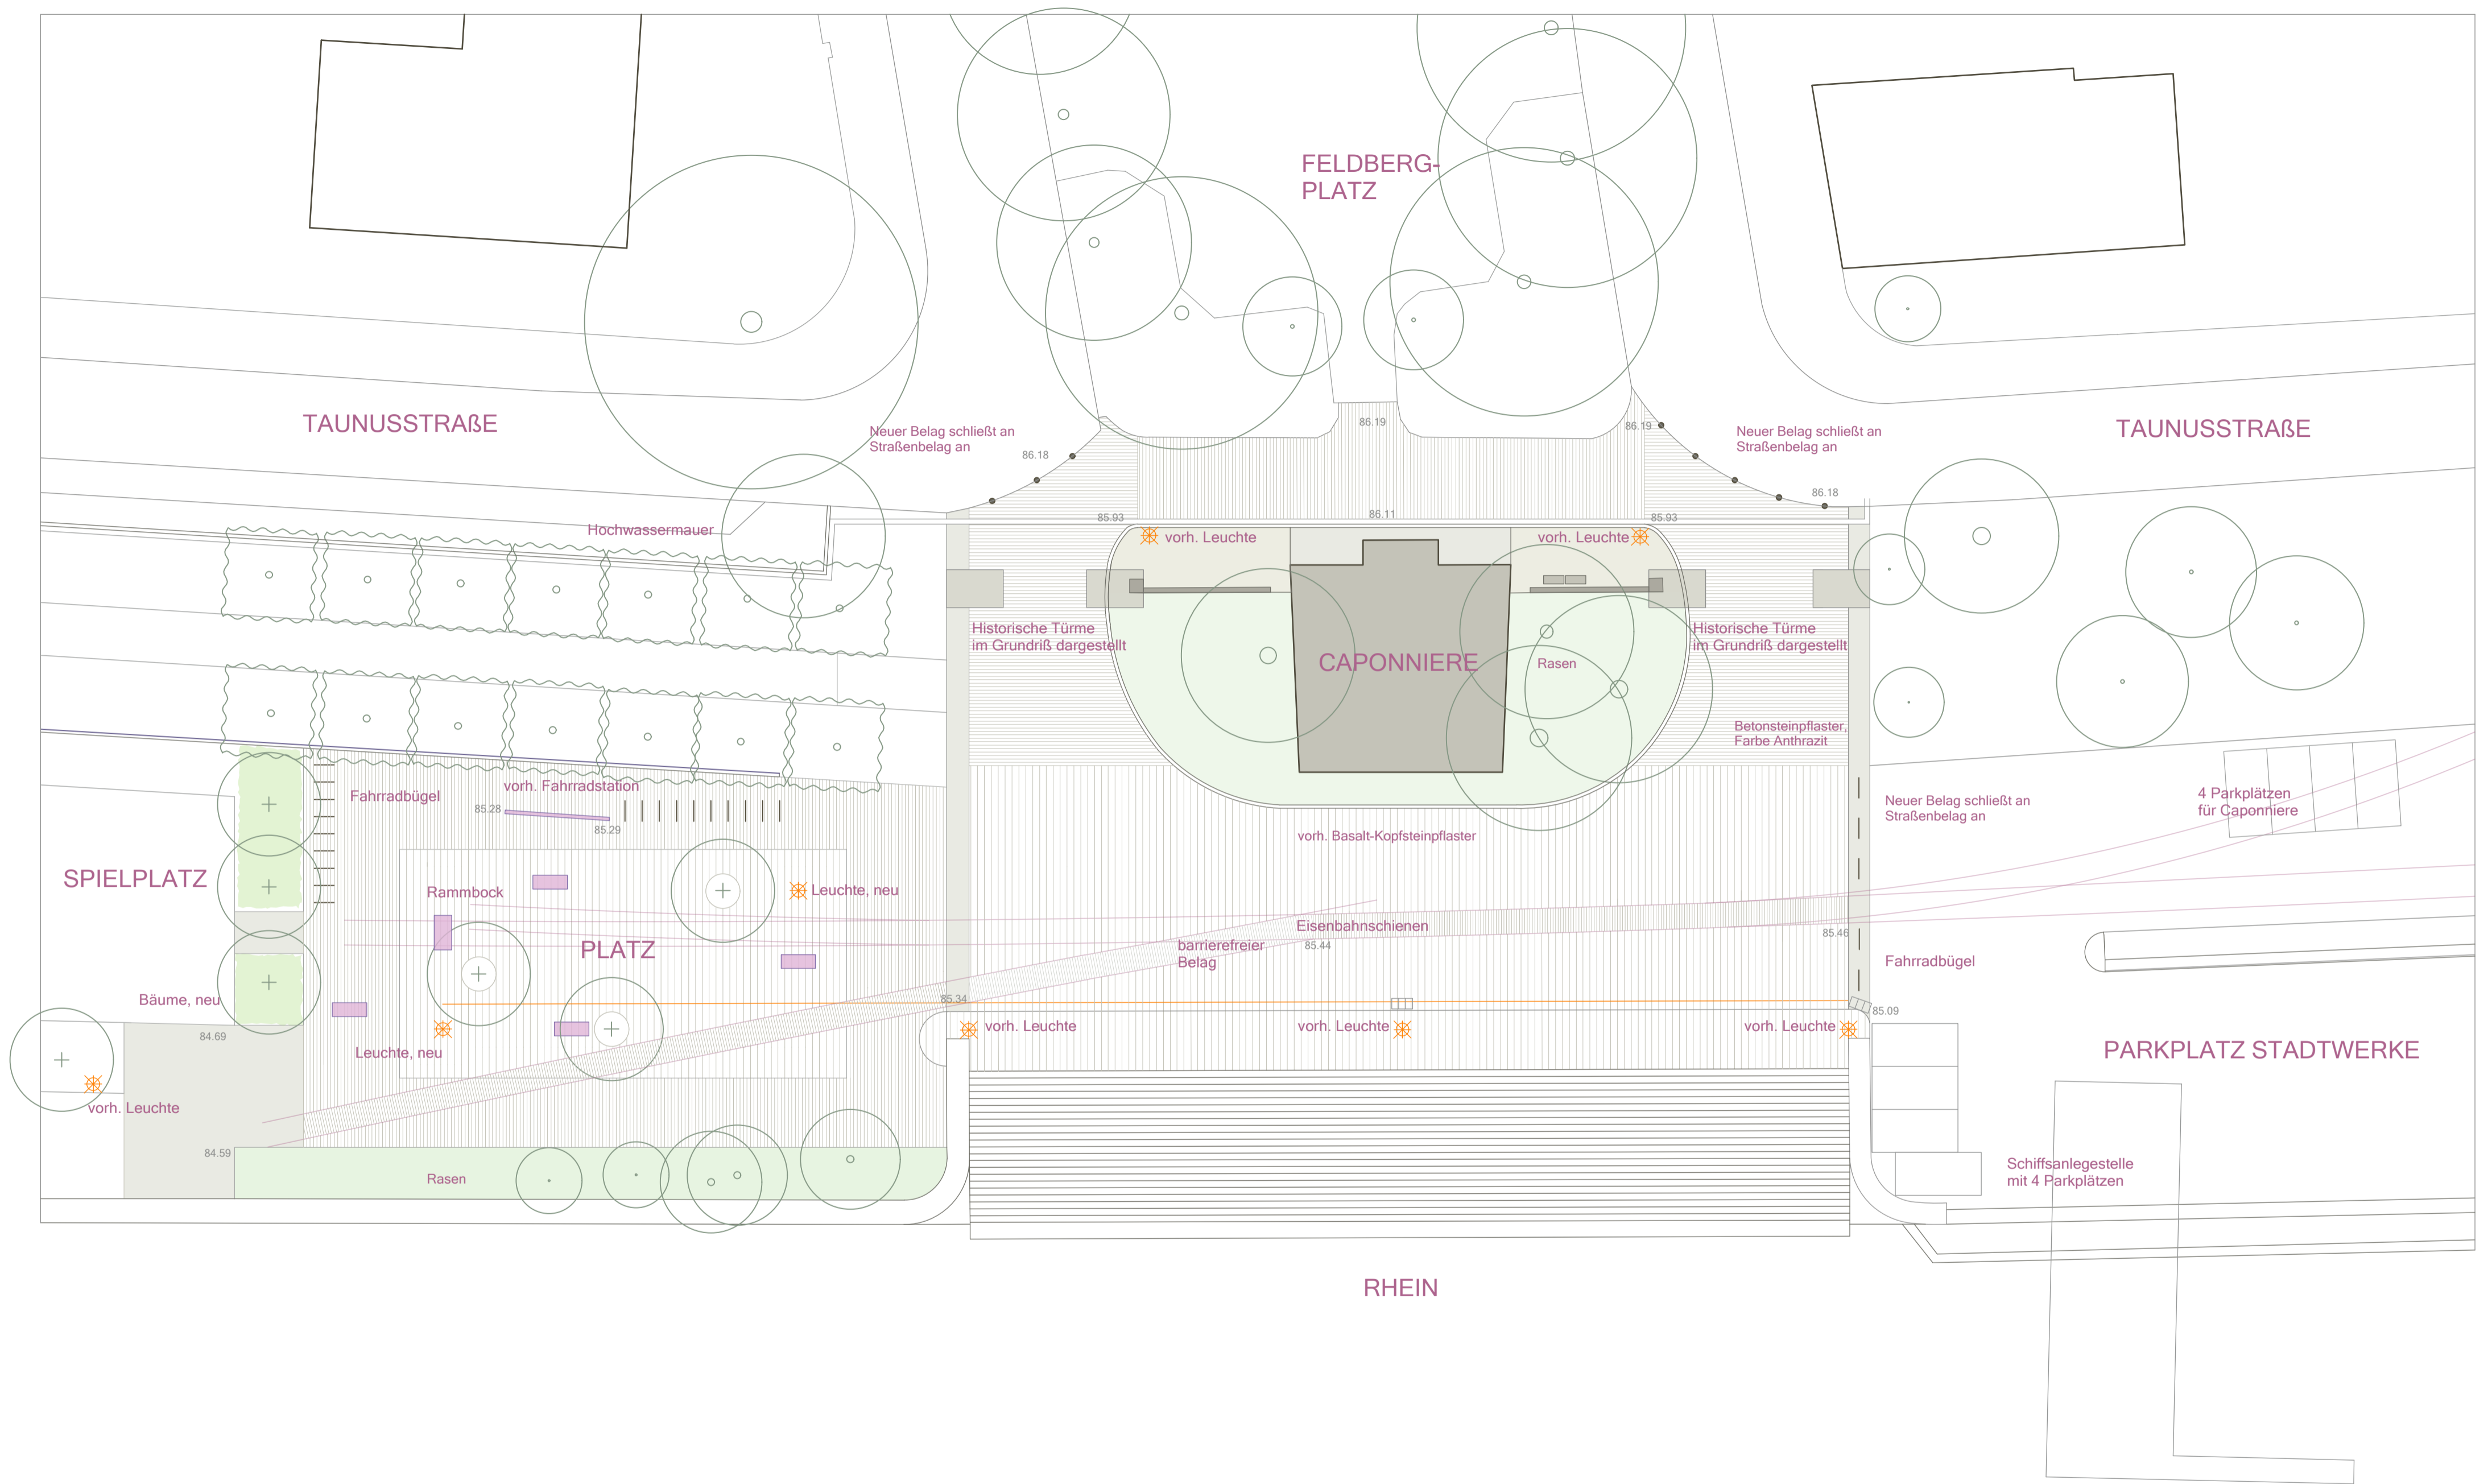 FELDBERG-
PLATZ
TAUNUSSTRAßE
Neuer Belag schließt an
Straßenbelag an
86.18
86.19
86.19
Neuer Belag schließt an
Straßenbelag an
TAUNUSSTRAßE
86.18
Hochwassermauer
85.93
86.11
85.93
vorh. Leuchte
vorh. Leuchte
Historische Türme
im Grundriß dargestellt
CAPONNIERE
Rasen
Historische Türme
im Grundriß dargestellt
Betonsteinpflaster,
Farbe Anthrazit
Fahrradbügel
vorh. Fahrradstation
85.28
85.29
vorh. Basalt-Kopfsteinpflaster
Neuer Belag schließt an
Straßenbelag an
4 Parkplätzen
für Caponniere
SPIELPLATZ
Rammbock
Leuchte, neu
PLATZ
Eisenbahnschienen
barrierefreier
Belag
85.44
85.46
Fahrradbügel
Bäume, neu
85.34
85.09
84.69
Leuchte, neu
vorh. Leuchte
vorh. Leuchte
vorh. Leuchte
PARKPLATZ STADTWERKE
vorh. Leuchte
84.59
Rasen
Schiffsanlegestelle
mit 4 Parkplätzen
RHEIN